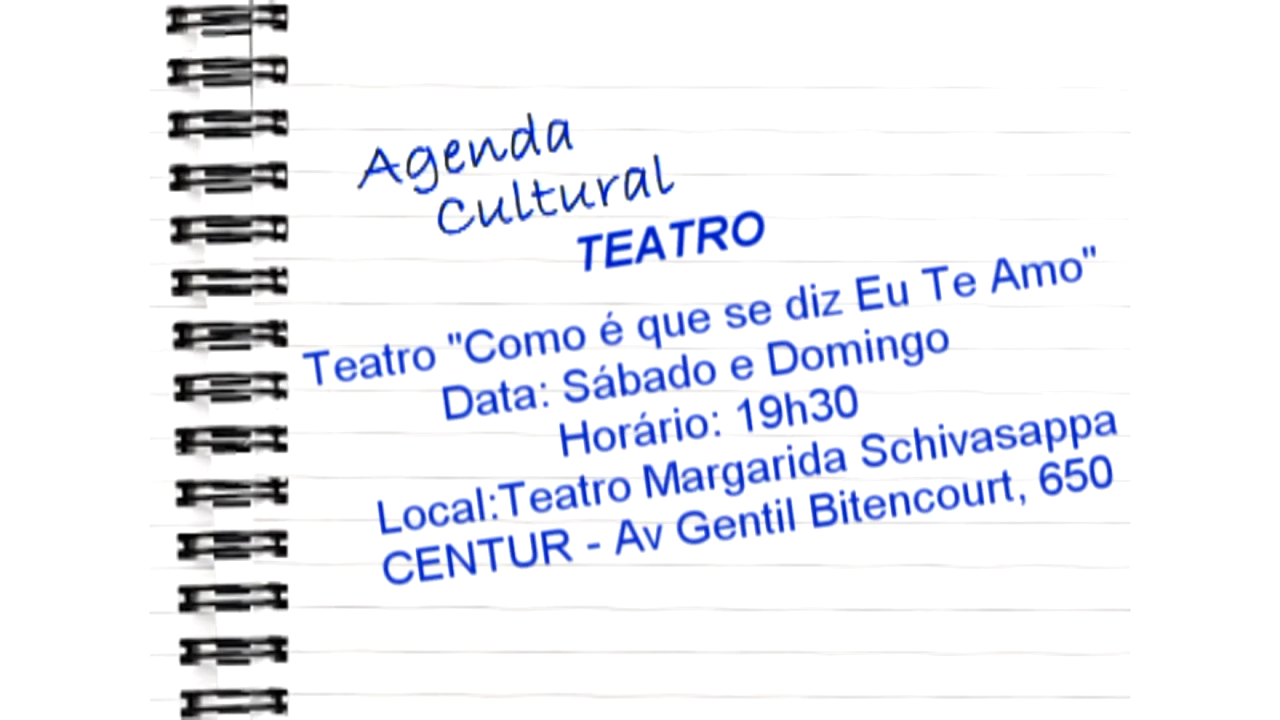 Agenda
Cultural
TEATRO
Teatro "Como é que se diz Eu Te Amo"
Data: Sábado e Domingo
Horário: 19h30
Local:Teatro Margarida Schivasappa
CENTUR - Av Gentil Bitencourt, 650